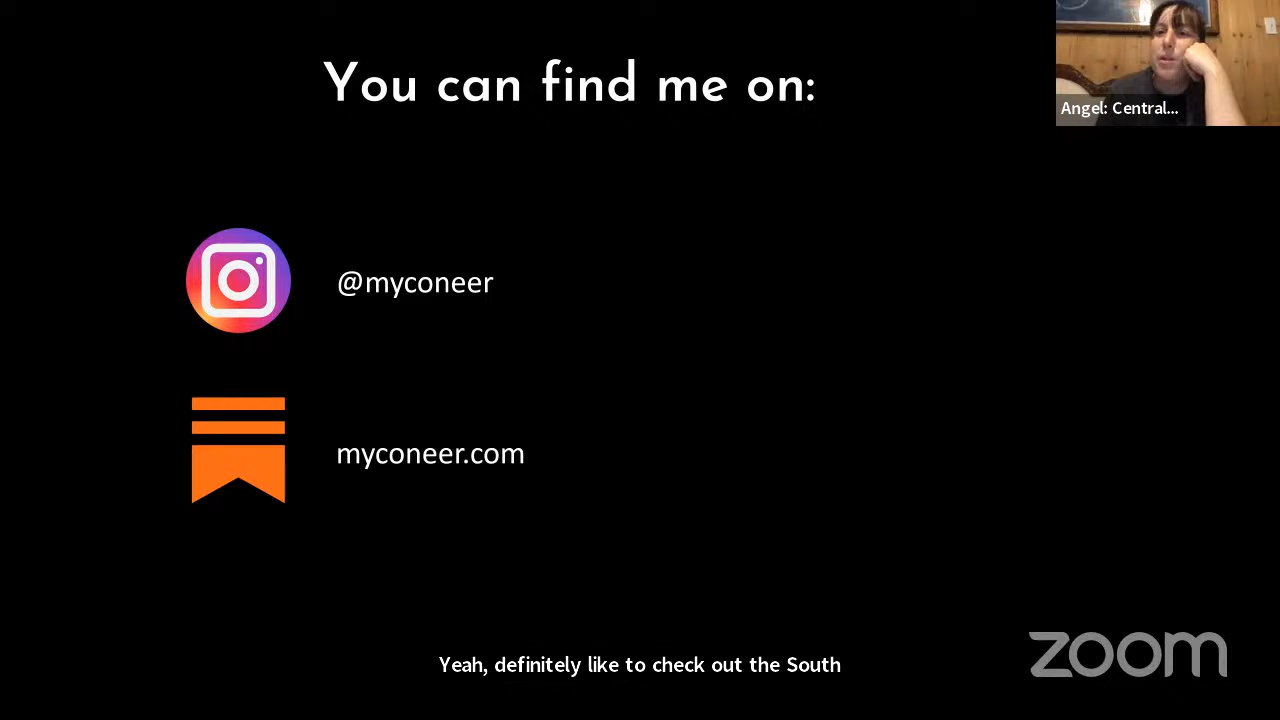 You can find me on:
Angel: Central...
@myconeer
myconeer.com
Yeah, definitely like to check out the South
zoom